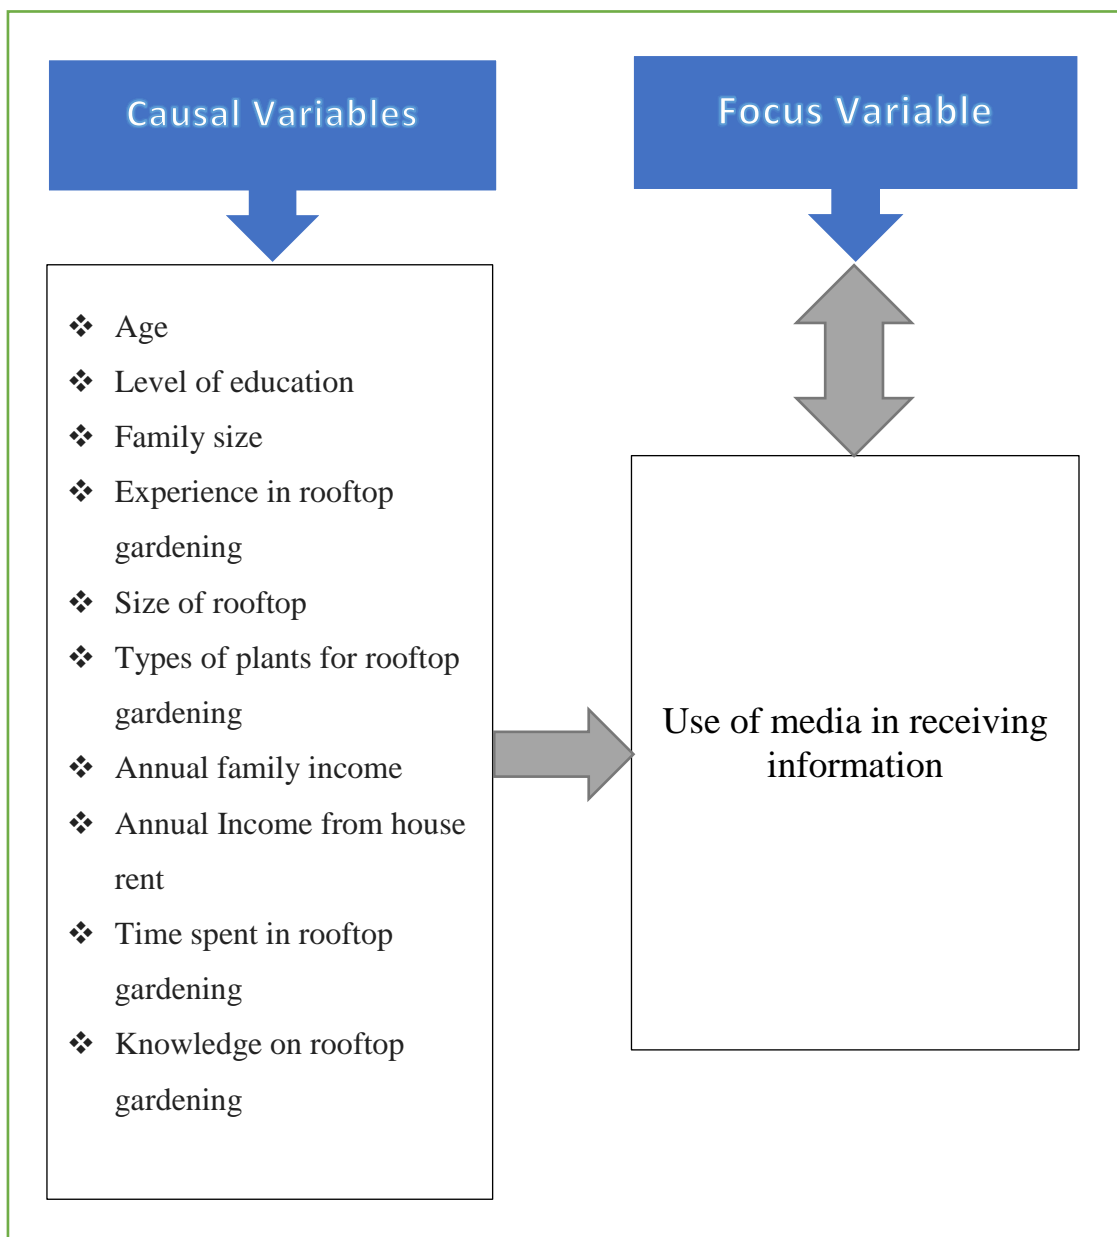 Causal Variables
Focus Variable
❖ Age
❖ Level of education
❖ Family size
❖ Experience in rooftop
gardening
❖ Size of rooftop
❖ Types of plants for rooftop
gardening
❖ Annual family income
❖ Annual Income from house
rent
❖ Time spent in rooftop
gardening
❖ Knowledge on rooftop
gardening
Use of media in receiving
information